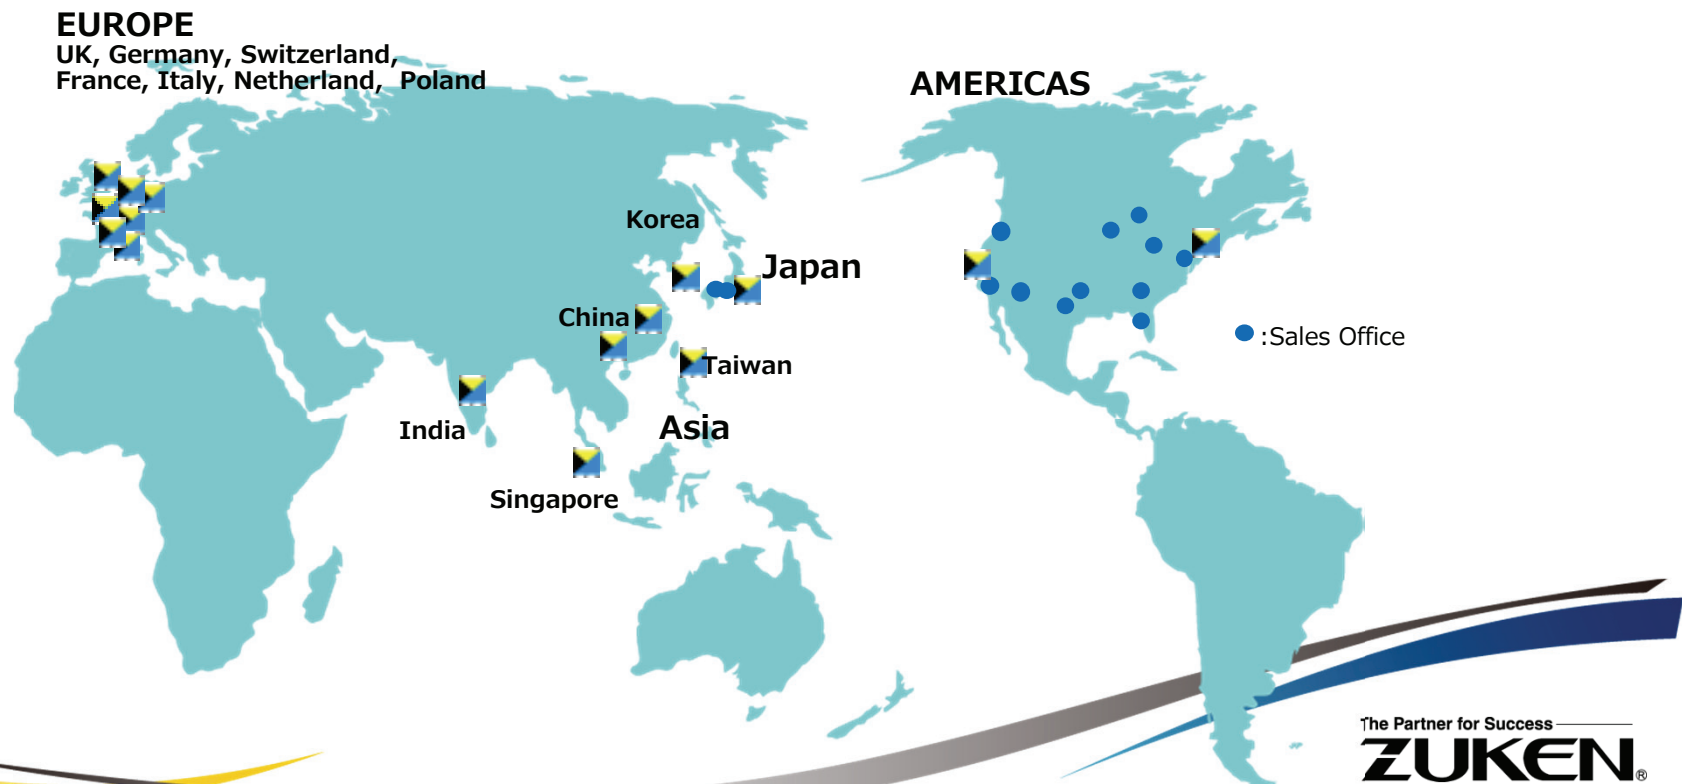 EUROPE
UK, Germany, Switzerland,
France, Italy, Netherland, Poland
AMERICAS
Korea
Japan
China
Taiwan
India
Asia
Singapore
:Sales Office
The Partner for Success
ZUKEN®